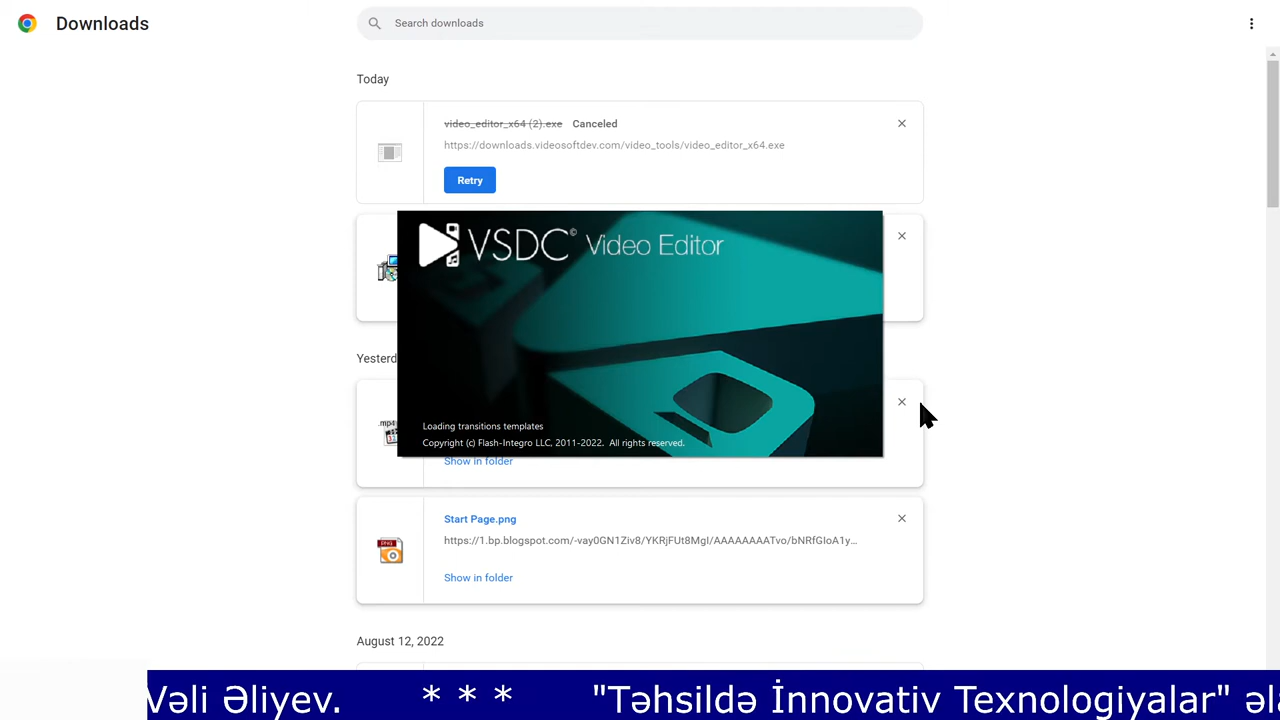 Downloads
Search downloads
Today
video_editor_x64 (2).exe Canceled
https://downloads.videosoftdev.com/video_tools/video_editor_x64.exe
Retry
VSDC© Video Editor
Loading transitions templates
Copyright (c) Flash-Integro LLC, 2011-2022. All rights reserved.
.mp4
Show in folder
PNG
Start Page.png
https://1.bp.blogspot.com/-vay0GN1Ziv8/YKRjFUt8MgI/AAAAAAAATvo/bNRfGIoA1y…
Show in folder
August 12, 2022
Vəli Əliyev. * * * "Təhsildə İnnovativ Texnologiyalar"